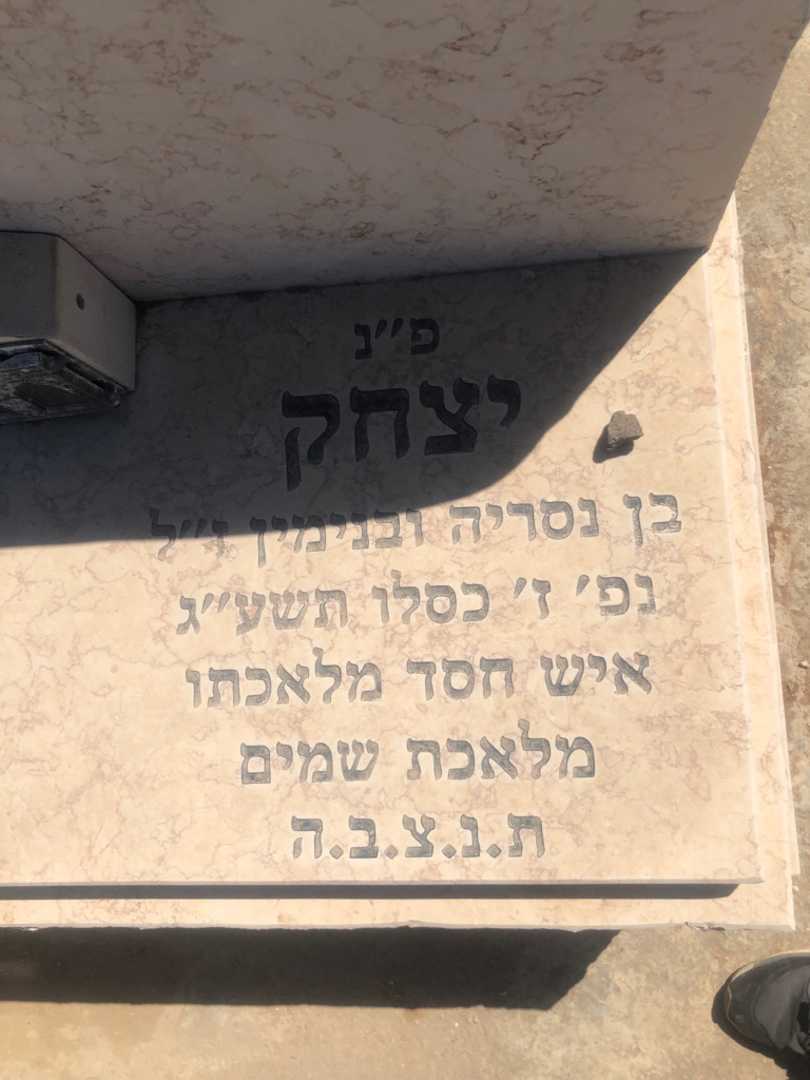 פ״נ
יצחק
בן נסריה ובנימין ז״ל
נפ׳ ז׳ כסלו תשע״ג
איש חסד מלאכתו
מלאכת שמים
ת.נ.צ.ב.ה